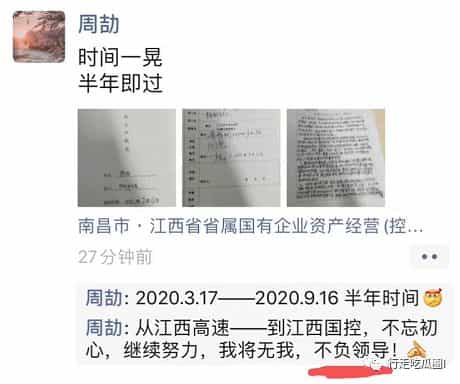 周劼
时间一晃
半年即过
南昌市·江西省省属国有企业资产经营(控...
27分钟前
周劼: 2020.3.17——2020.9.16 半年时间
周劼: 从江西高速——到江西国控，不忘初
心，继续努力，我将无我，不负领导！
行走吃瓜圈I